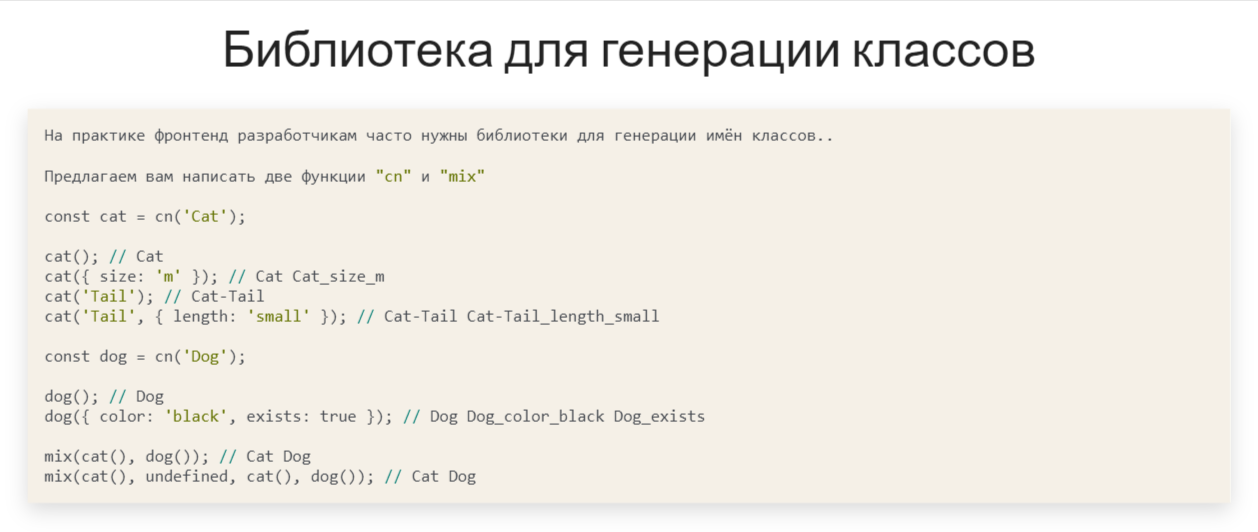 Библиотека для генерации классов
На практике фронтенд разработчикам часто нужны библиотеки для генерации имён классов..
Предлагаем вам написать две функции "cn" и "mix"
const cat = cn('Cat');
cat(); // Cat
cat({ size: 'm' }); // Cat Cat_size_m
cat('Tail'); // Cat-Tail
cat('Tail', { length: 'small' }); // Cat-Tail Cat-Tail_length_small
const dog = cn('Dog');
dog(); // Dog
dog({ color: 'black', exists: true }); // Dog Dog_color_black Dog_exists
mix(cat(), dog()); // Cat Dog
mix(cat(), undefined, cat(), dog()); // Cat Dog